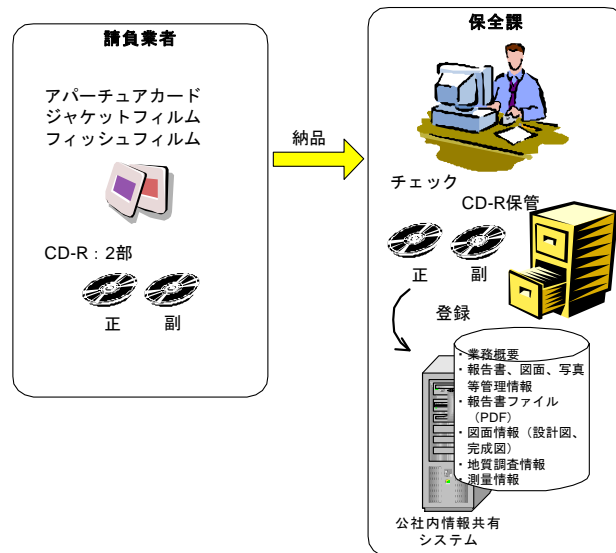 請負業者
アパーチュアカード
ジャケットフィルム
フィッシュフィルム
CD-R：2部
正
副
納品
保全課
チェック
CD-R保管
正
副
登録
・業務概要
・報告書、図面、写真
等管理情報
・報告書ファイル
（PDF）
・図面情報（設計図、
完成図）
・地質調査情報
・測量情報
公社内情報共有
システム